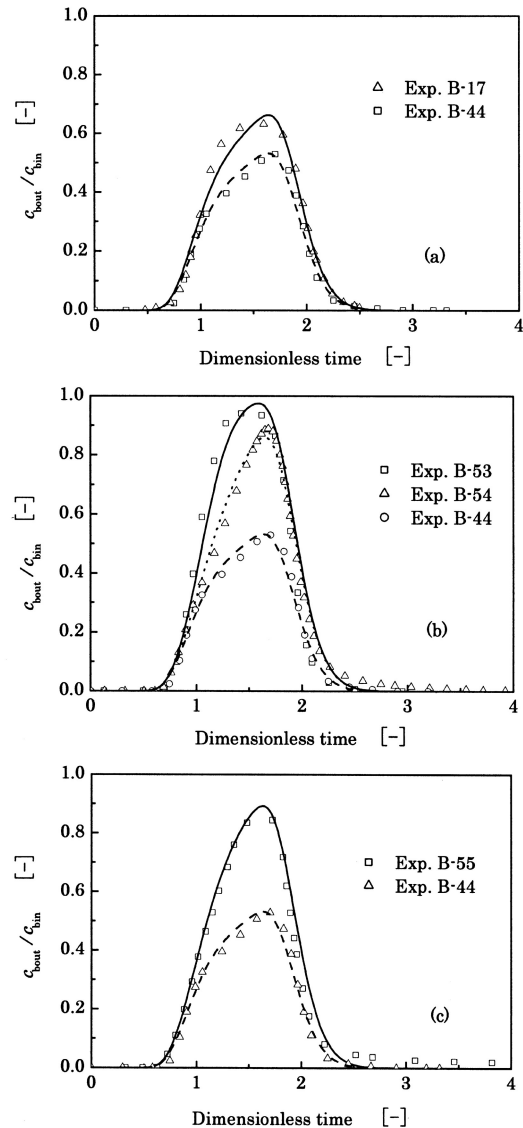 1.0
0.8
0.6
0.4
0.2
0.0
c_bout / c_bin [-]
△ Exp. B-17
□ Exp. B-44
(a)
0 1 2 3 4
Dimensionless time [-]
1.0
0.8
0.6
0.4
0.2
0.0
c_bout / c_bin [-]
□ Exp. B-53
△ Exp. B-54
○ Exp. B-44
(b)
0 1 2 3 4
Dimensionless time [-]
1.0
0.8
0.6
0.4
0.2
0.0
c_bout / c_bin [-]
□ Exp. B-55
△ Exp. B-44
(c)
0 1 2 3 4
Dimensionless time [-]